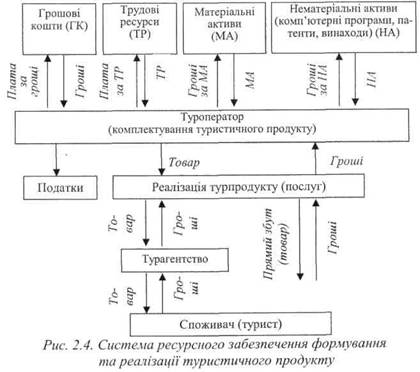 Грошові
кошти (ГК)
Трудові
ресурси
(ТР)
Матеріальні
активи
(МА)
Нематеріальні активи
(комп'ютерні програми, па-
тенти, винаходи) (НА)
Плата
за
гроші
Гроші
Плата
за ТР
ТР
Гроші
за МА
МА
Гроші
за НА
НА
Туроператор
(комплектування туристичного продукту)
Товар
Гроші
Податки
Реалізація турпродукту (послуг)
То-
вар
Гро-
ші
Прямий збут
(товар)
Гроші
Турагентство
То-
вар
Гро-
ші
Споживач (турист)
Рис. 2.4. Система ресурсного забезпечення формування
та реалізації туристичного продукту